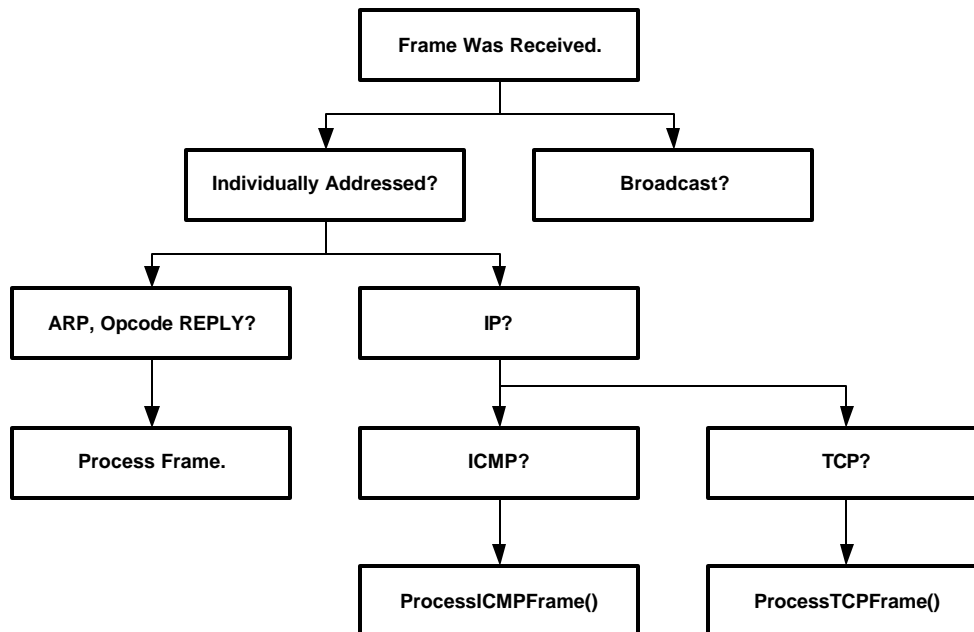 Frame Was Received.
Individually Addressed?
Broadcast?
ARP, Opcode REPLY?
IP?
Process Frame.
ICMP?
TCP?
ProcessICMPFrame()
ProcessTCPFrame()